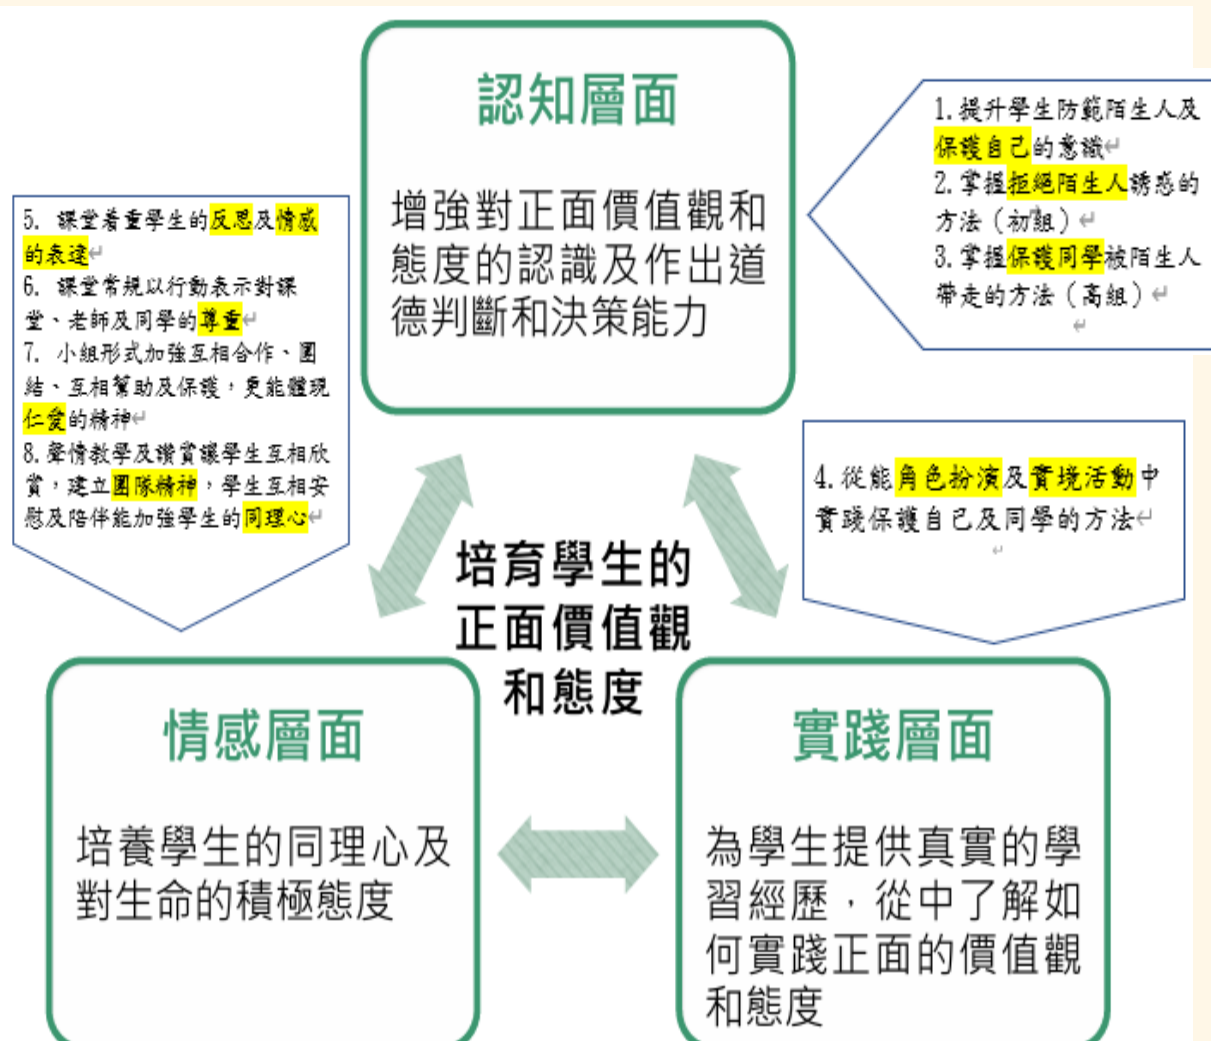 認知層面
增強對正面價值觀和
態度的認識及作出道
德判斷和決策能力
1.提升學生防範陌生人及
保護自己的意識↵
2.掌握拒絕陌生人誘惑的
方法（初組）↵
3.掌握保護同學被陌生人
帶走的方法（高組）↵
↵
5. 課堂着重學生的反思及情感
的表達↵
6. 課堂常規以行動表示對課
堂、老師及同學的尊重↵
7. 小組形式加強互相合作、團
結、互相幫助及保護，更能體現
仁愛的精神↵
8.聲情教學及讚賞讓學生互相欣
賞，建立團隊精神，學生互相安
慰及陪伴能加強學生的同理心↵
4.從能角色扮演及實境活動中
實踐保護自己及同學的方法↵
↵
培育學生的
正面價值觀
和態度
情感層面
培養學生的同理心及
對生命的積極態度
實踐層面
為學生提供真實的學
習經歷，從中了解如
何實踐正面的價值觀
和態度